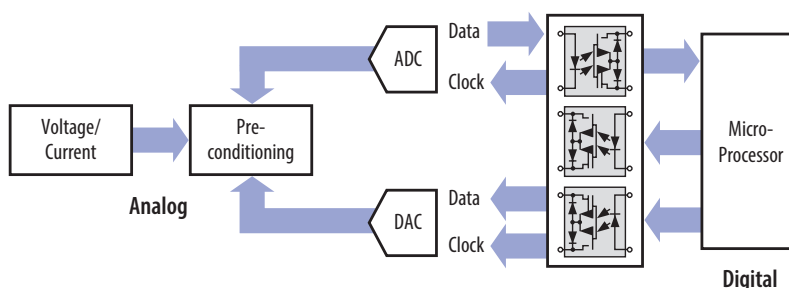 Data
ADC
Clock
Voltage/
Current
Pre-
conditioning
Micro-
Processor
Analog
Data
DAC
Clock
Digital